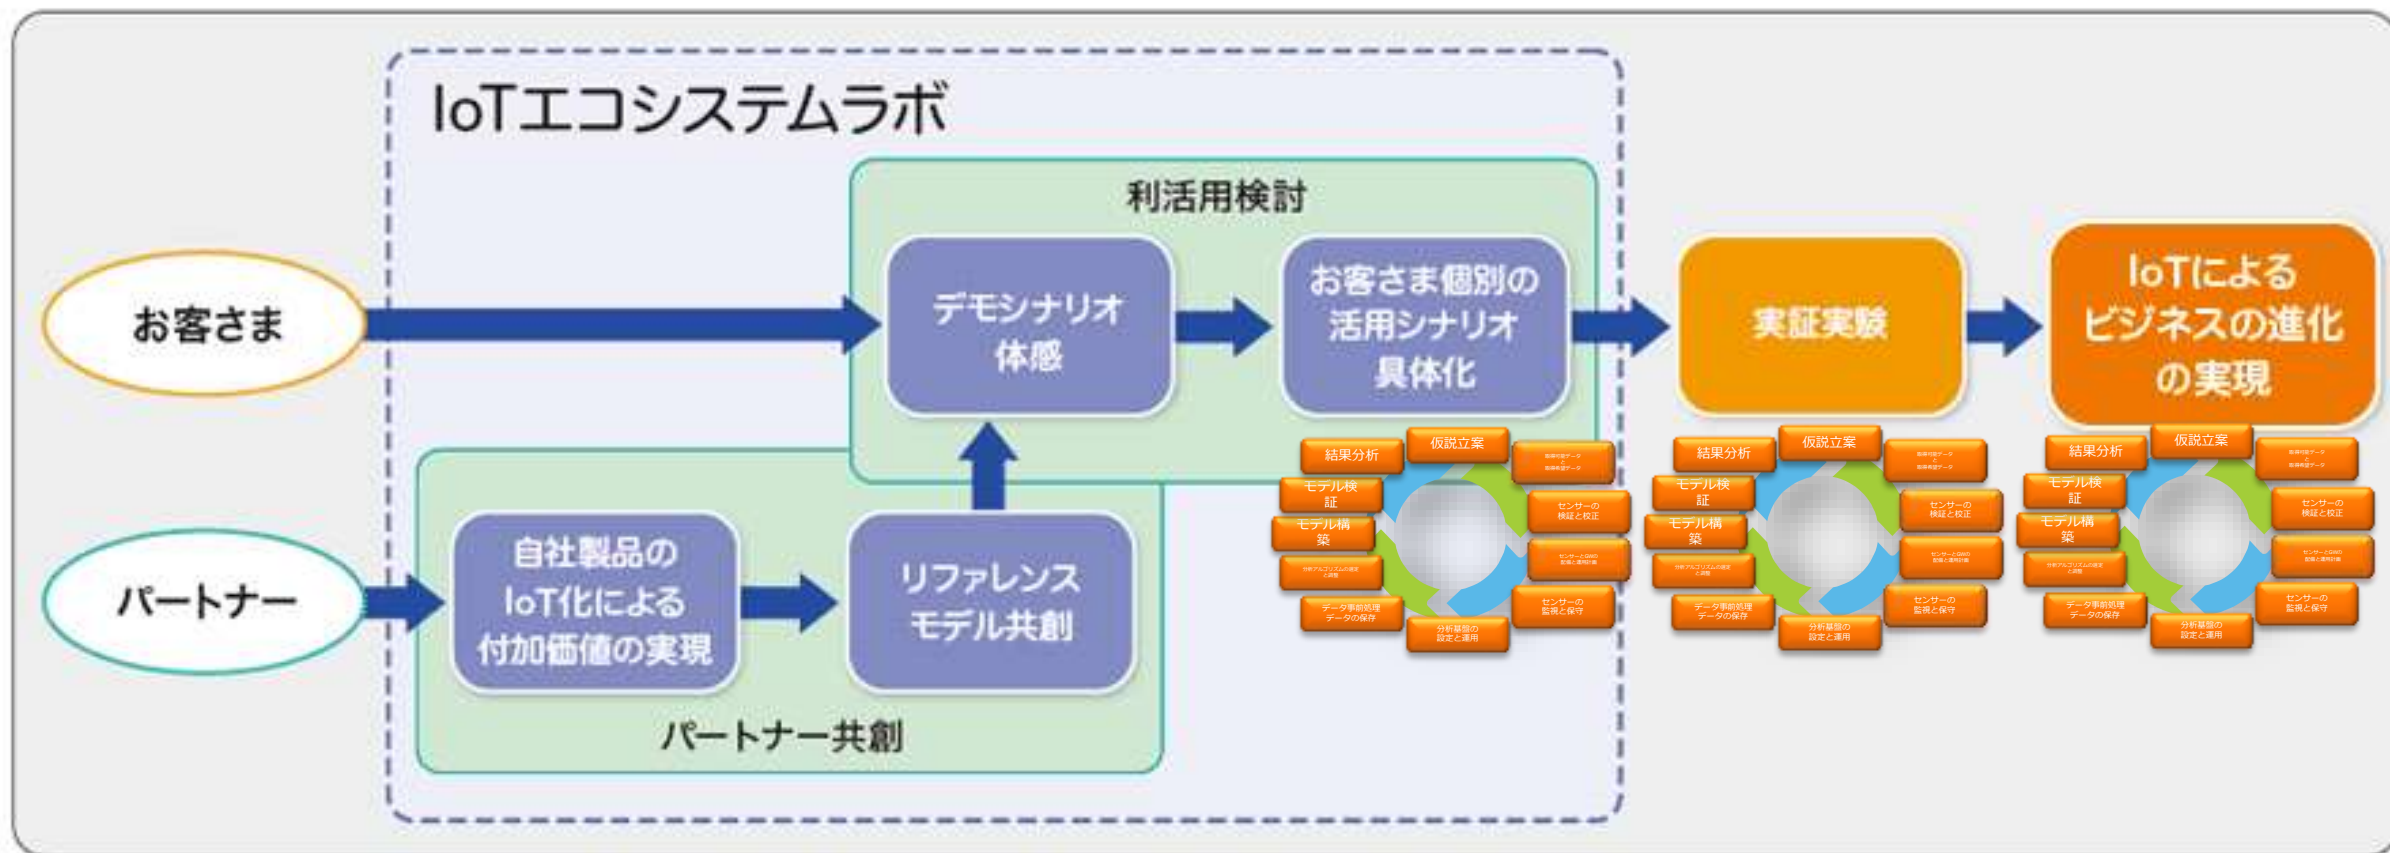 IoTエコシステムラボ
利活用検討
お客さま
デモシナリオ
体感
お客さま個別の
活用シナリオ
具体化
実証実験
IoTによる
ビジネスの進化
の実現
パートナー
自社製品の
IoT化による
付加価値の実現
リファレンス
モデル共創
パートナー共創
仮説立案
結果分析
モデル検
証
モデル構
築
センサーの
検証と校正
センサーの
監視と保守
データ事前処理
データの保存
分析基盤の
設定と運用
仮説立案
結果分析
モデル検
証
モデル構
築
センサーの
検証と校正
センサーの
監視と保守
データ事前処理
データの保存
分析基盤の
設定と運用
仮説立案
結果分析
モデル検
証
モデル構
築
センサーの
検証と校正
センサーの
監視と保守
データ事前処理
データの保存
分析基盤の
設定と運用